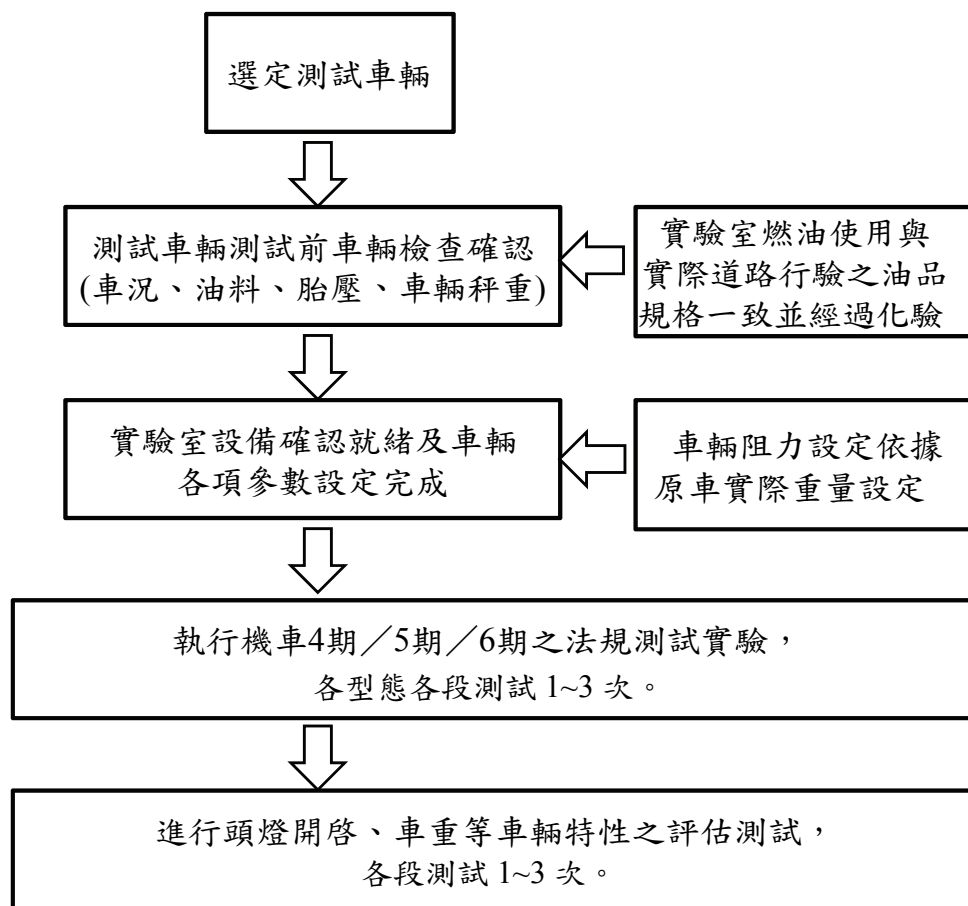 選定測試車輛
測試車輛測試前車輛檢查確認
(車況、油料、胎壓、車輛秤重)
實驗室燃油使用與
實際道路行驗之油品
規格一致並經過化驗
實驗室設備確認就緒及車輛
各項參數設定完成
車輛阻力設定依據
原車實際重量設定
執行機車4期／5期／6期之法規測試實驗，
各型態各段測試 1~3 次。
進行頭燈開啓、車重等車輛特性之評估測試，
各段測試 1~3 次。